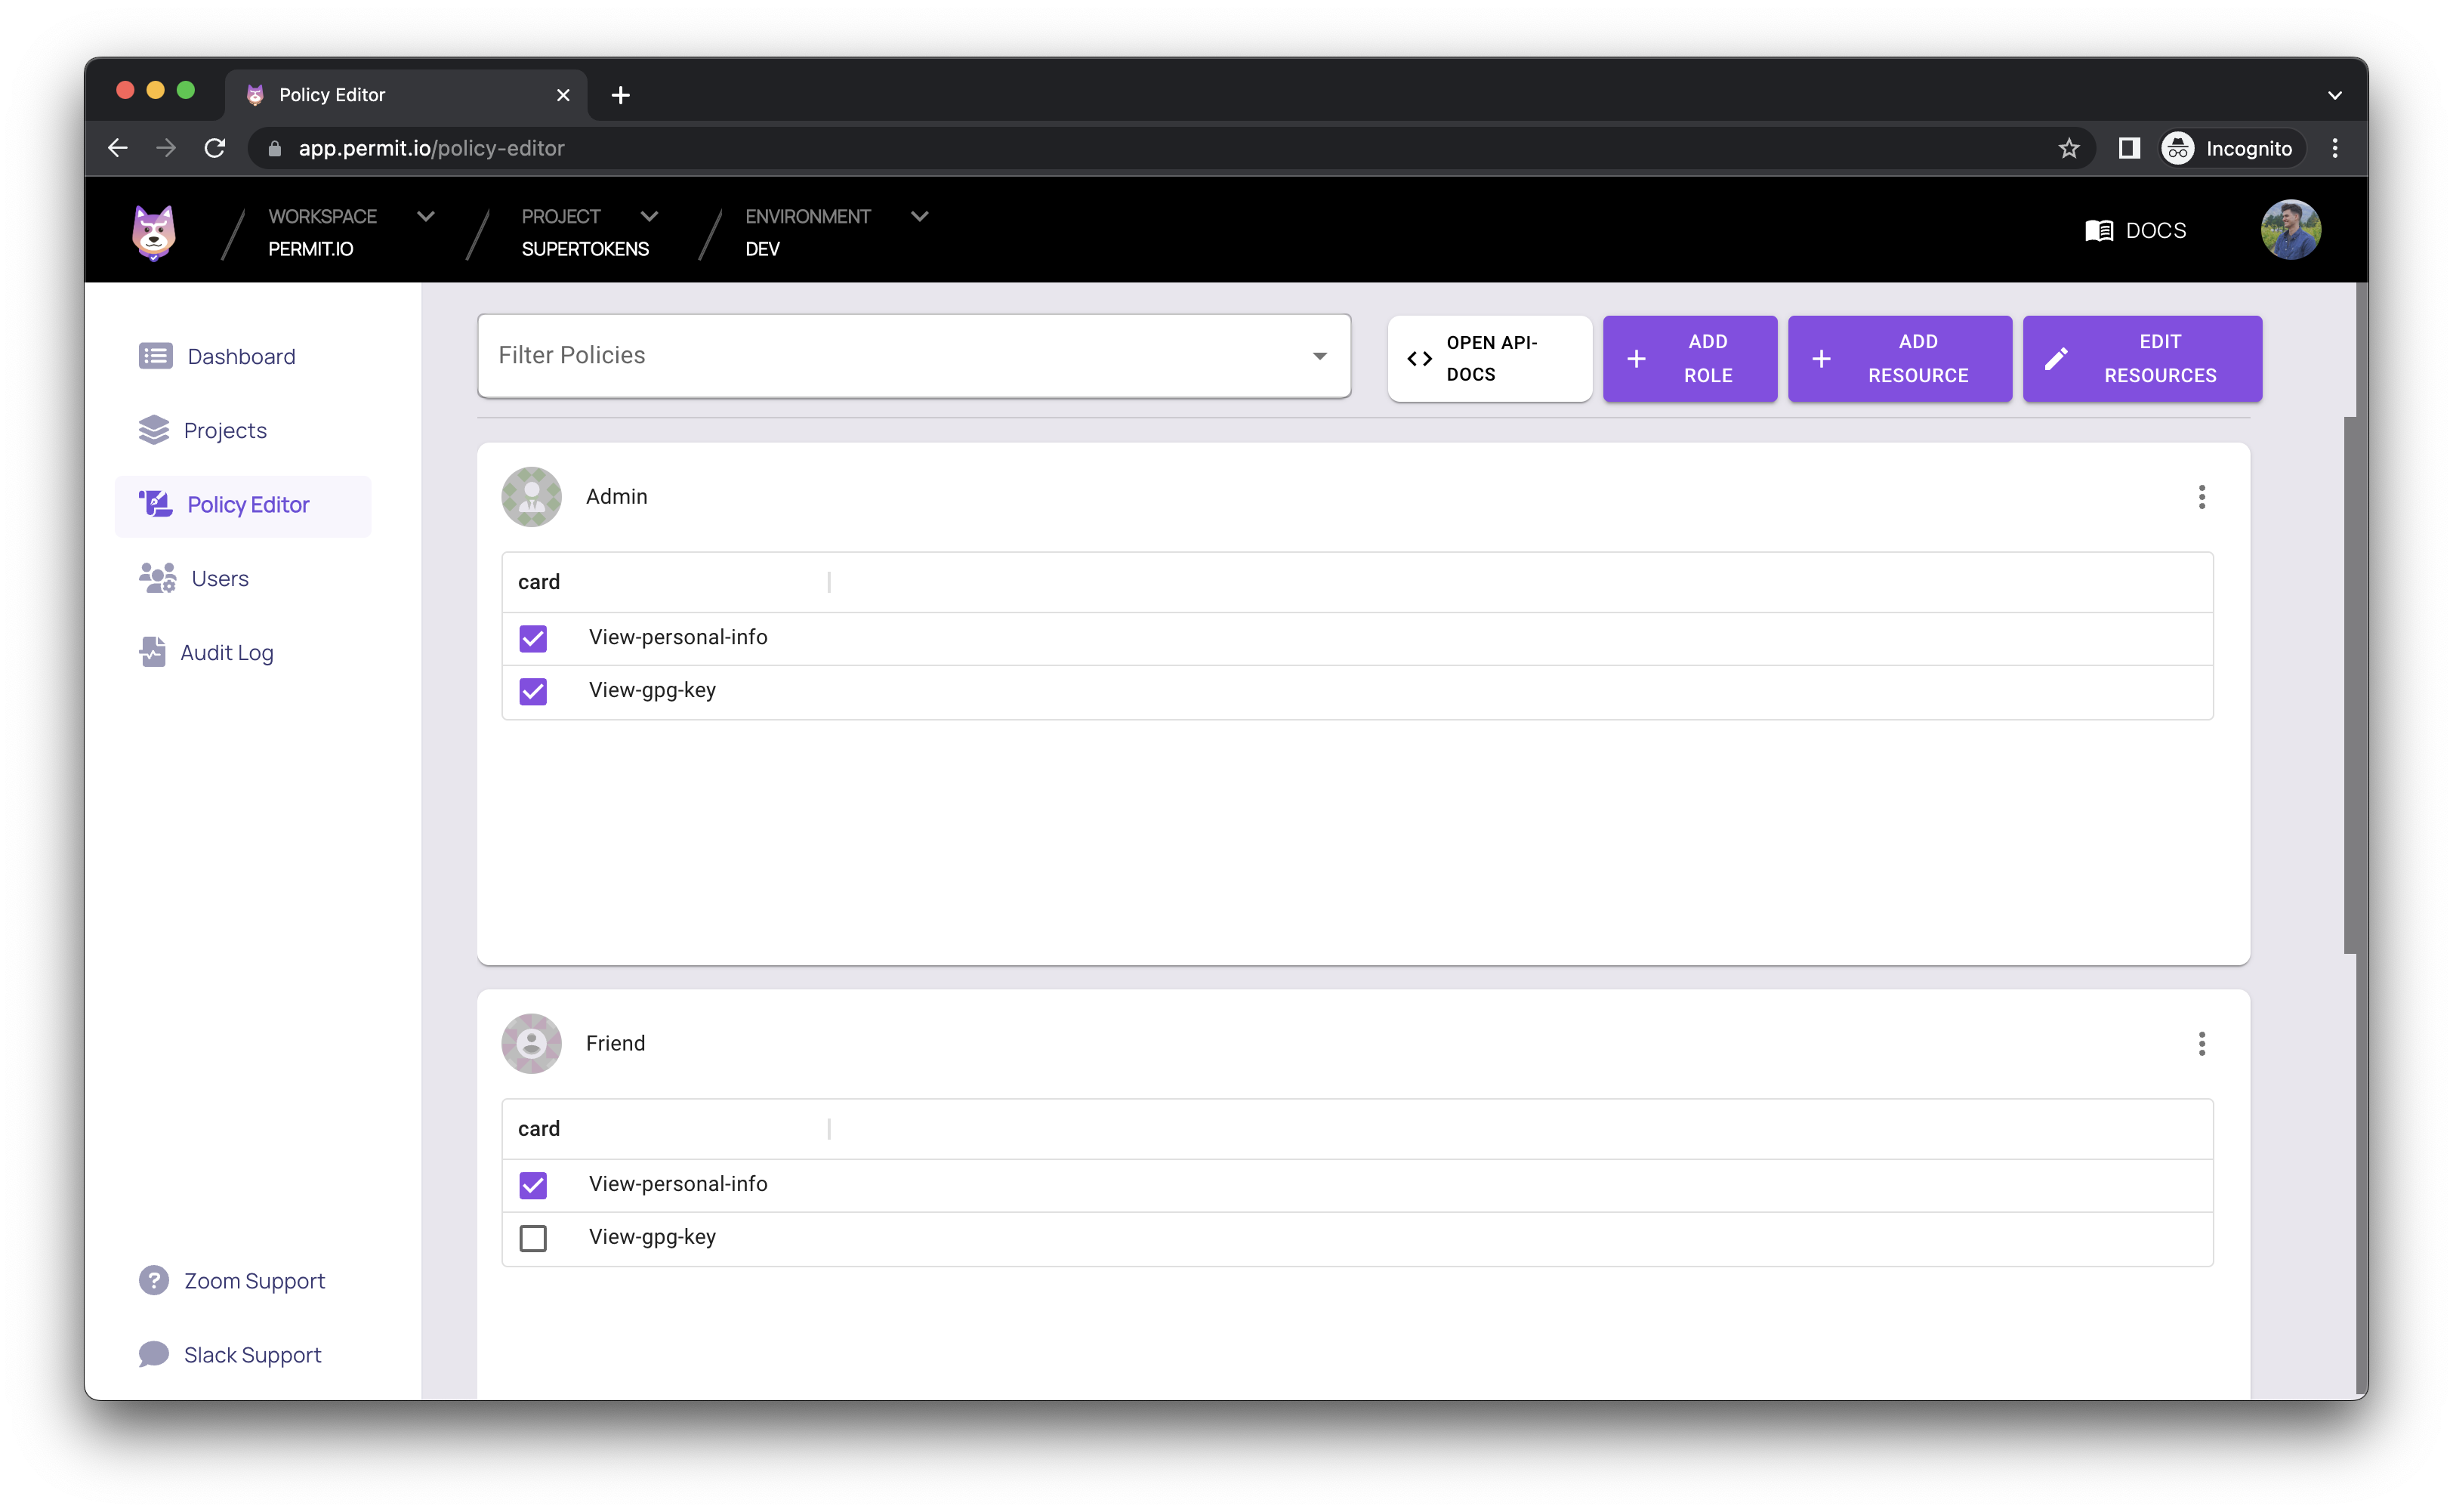 Policy Editor
app.permit.io/policy-editor
Incognito
WORKSPACE
PERMIT.IO
PROJECT
SUPERTOKENS
ENVIRONMENT
DEV
DOCS
Dashboard
Projects
Policy Editor
Users
Audit Log
Zoom Support
Slack Support
Filter Policies
OPEN API-
DOCS
ADD
ROLE
ADD
RESOURCE
EDIT
RESOURCES
Admin
card
View-personal-info
View-gpg-key
Friend
card
View-personal-info
View-gpg-key